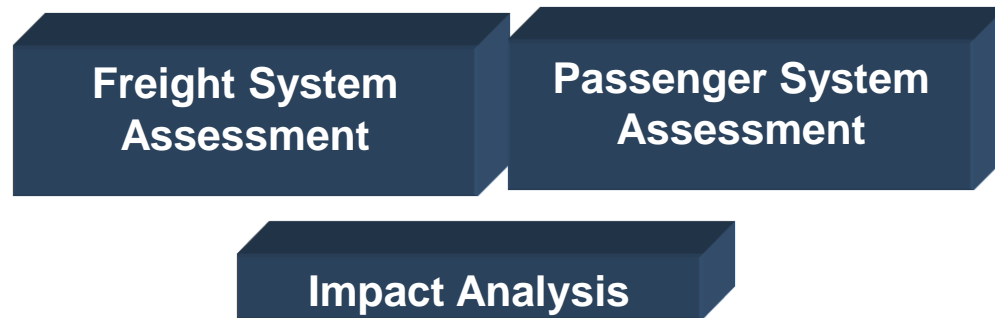 Freight System
Assessment
Passenger System
Assessment
Impact Analysis